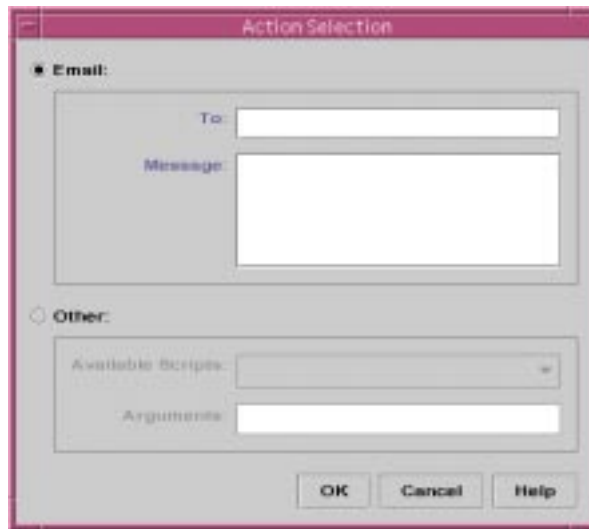 Action Selection
Email:
To:
Message:
Other:
Available Scripts:
Arguments:
OK Cancel Help